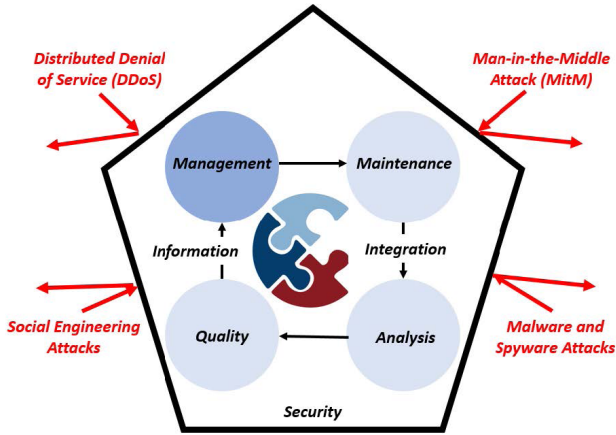 Distributed Denial
of Service (DDoS)
Man-in-the-Middle
Attack (MitM)
Management
Maintenance
Information
Integration
Social Engineering
Attacks
Quality
Analysis
Malware and
Spyware Attacks
Security